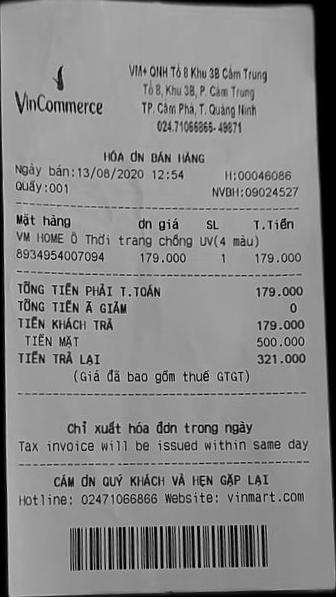 VinCommerce
VM+ QNH Tổ 8 Khu 3B Cẩm Trung
Tổ 8, Khu 3B, P. Cẩm Trung
TP. Cẩm Phả, T. Quảng Ninh
024.71066866- 49871
HÓA ĐƠN BÁN HÀNG
Ngày bán:13/08/2020 12:54 H:00046086
Quầy:001 NVBH:09024527
Mặt hàng đn giá SL T.Tiền
VM HOME Ô Thời trang chống UV(4 màu)
8934954007094 179.000 1 179.000
TỔNG TIỀN PHẢI T.TOÁN 179.000
TỔNG TIỀN Ã GIẢM 0
TIỀN KHÁCH TRẢ 179.000
TIỀN MẶT 500.000
TIỀN TRẢ LẠI 321.000
(Giá đã bao gồm thuế GTGT)
Chỉ xuất hóa đơn trong ngày
Tax invoice will be issued within same day
CẢM ƠN QUÝ KHÁCH VÀ HẸN GẶP LẠI
Hotline: 02471066866 Website: vinmart.com